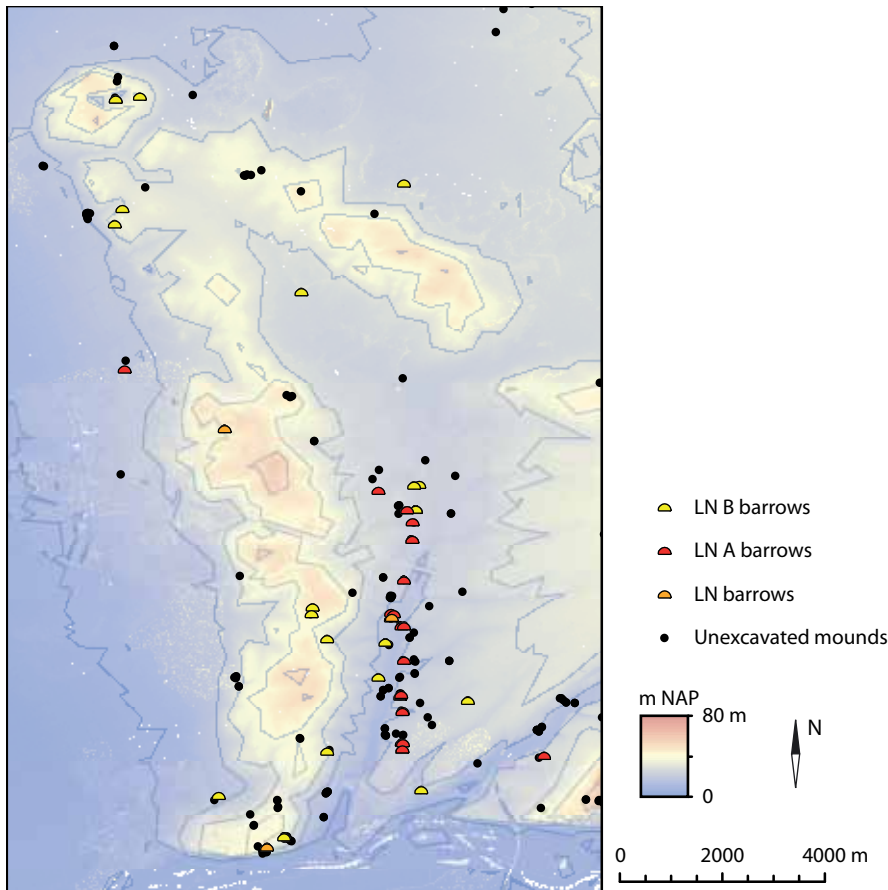 LN B barrows
LN A barrows
LN barrows
Unexcavated mounds
m NAP
80 m
0
N
0 2000 4000 m